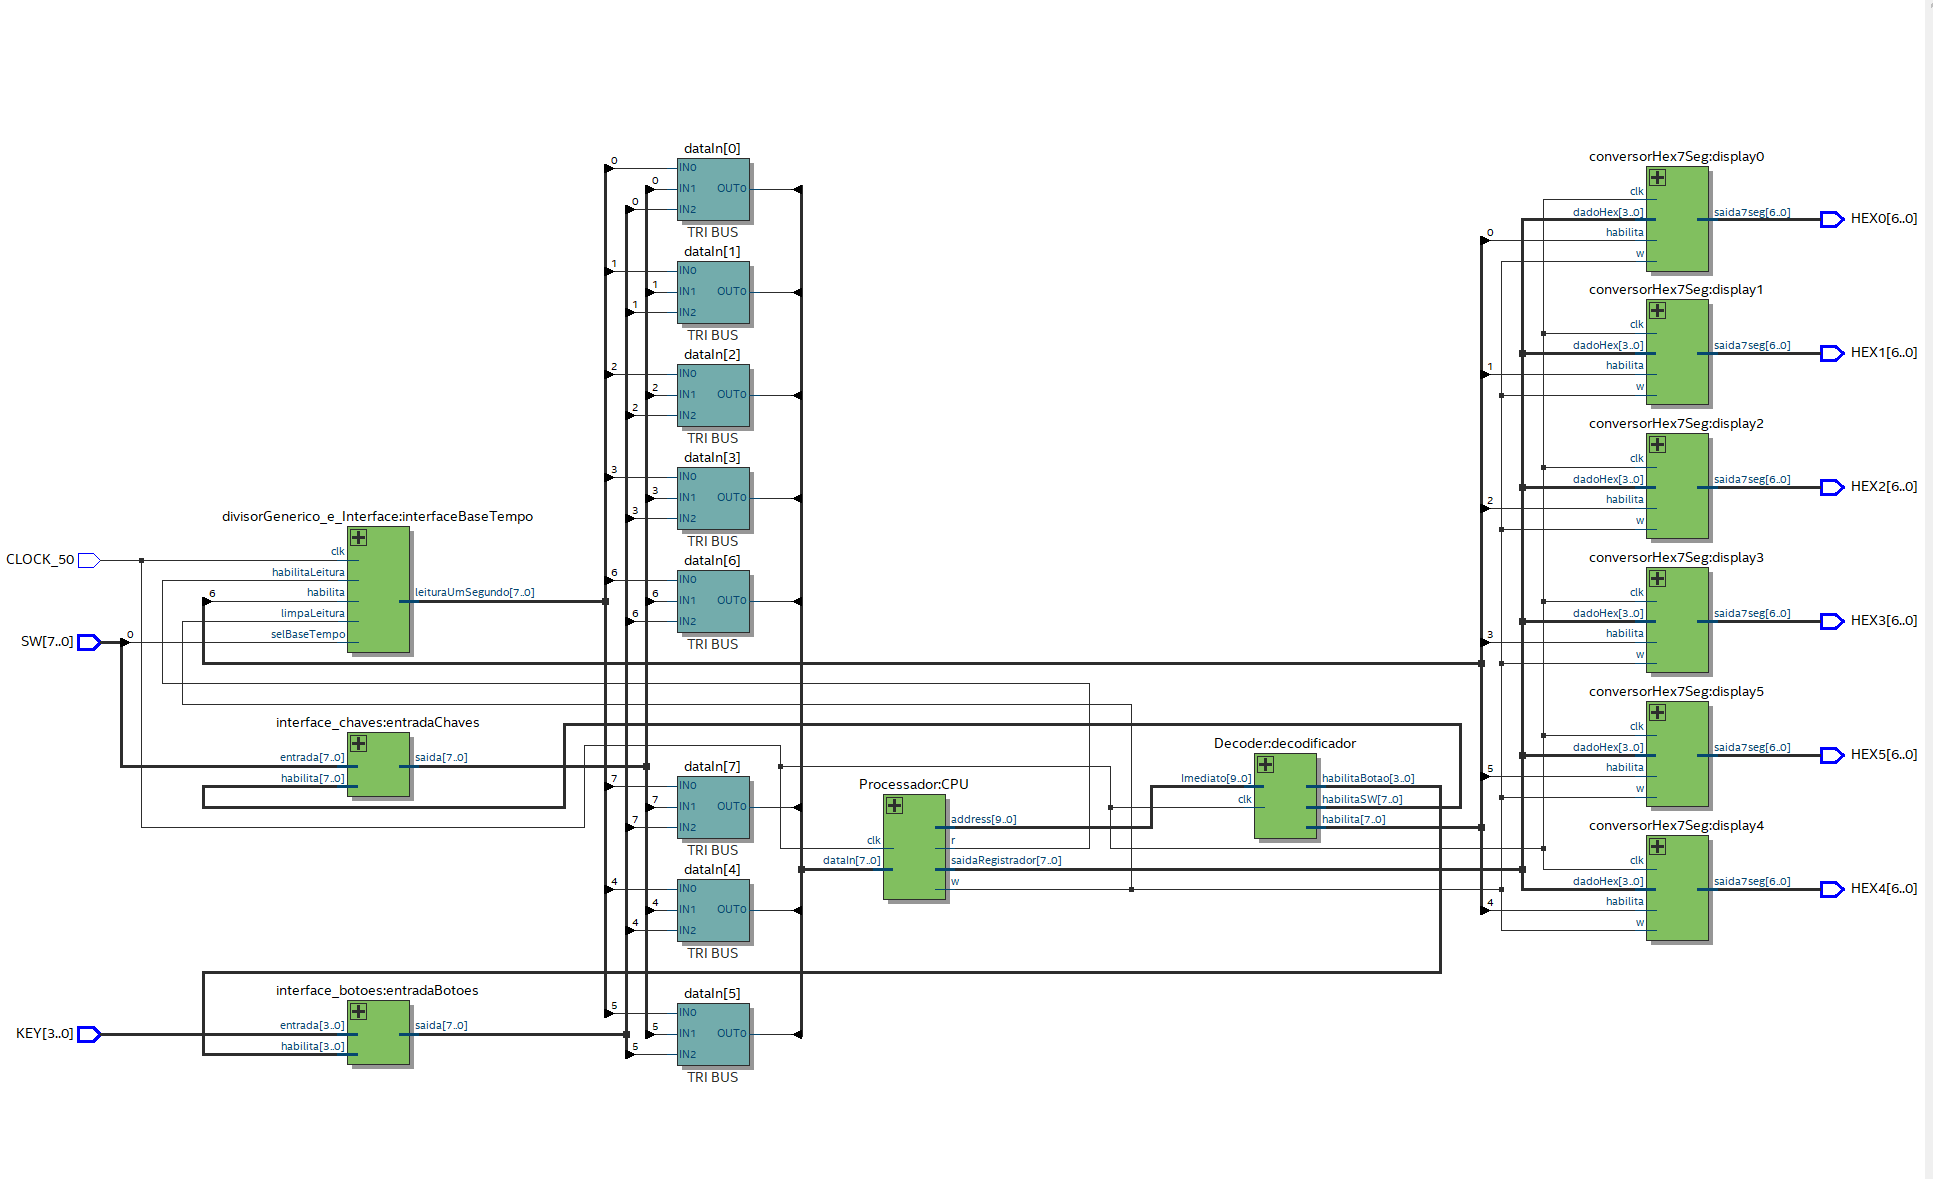 CLOCK_50
SW[7..0]
KEY[3..0]
divisorGenerico_e_Interface:interfaceBaseTempo
clk
habilitaLeitura
6
habilita
leituraUmSegundo[7..0]
limpaLeitura
0
selBaseTempo
interface_chaves:entradaChaves
entrada[7..0]
saida[7..0]
habilita[7..0]
interface_botoes:entradaBotoes
entrada[3..0]
saida[7..0]
habilita[3..0]
dataIn[0]
0
IN0
0
IN1
OUT0
0
IN2
TRI BUS
dataIn[1]
1
IN0
1
IN1
OUT0
1
IN2
TRI BUS
dataIn[2]
2
IN0
2
IN1
OUT0
2
IN2
TRI BUS
dataIn[3]
3
IN0
3
IN1
OUT0
3
IN2
TRI BUS
dataIn[6]
6
IN0
6
IN1
OUT0
6
IN2
TRI BUS
dataIn[7]
7
IN0
7
IN1
OUT0
7
IN2
TRI BUS
dataIn[4]
4
IN0
4
IN1
OUT0
4
IN2
TRI BUS
dataIn[5]
5
IN0
5
IN1
OUT0
5
IN2
TRI BUS
Processador:CPU
address[9..0]
clk
r
dataIn[7..0]
saidaRegistrador[7..0]
w
Decoder:decodificador
Imediato[9..0]
habilitaBotao[3..0]
clk
habilitaSW[7..0]
habilita[7..0]
conversorHex7Seg:display0
clk
dadoHex[3..0]
saida7seg[6..0]
HEX0[6..0]
0
habilita
w
conversorHex7Seg:display1
clk
dadoHex[3..0]
saida7seg[6..0]
HEX1[6..0]
1
habilita
w
conversorHex7Seg:display2
clk
dadoHex[3..0]
saida7seg[6..0]
HEX2[6..0]
2
habilita
w
conversorHex7Seg:display3
clk
dadoHex[3..0]
saida7seg[6..0]
HEX3[6..0]
3
habilita
w
conversorHex7Seg:display5
clk
dadoHex[3..0]
saida7seg[6..0]
HEX5[6..0]
5
habilita
w
conversorHex7Seg:display4
clk
dadoHex[3..0]
saida7seg[6..0]
HEX4[6..0]
4
habilita
w